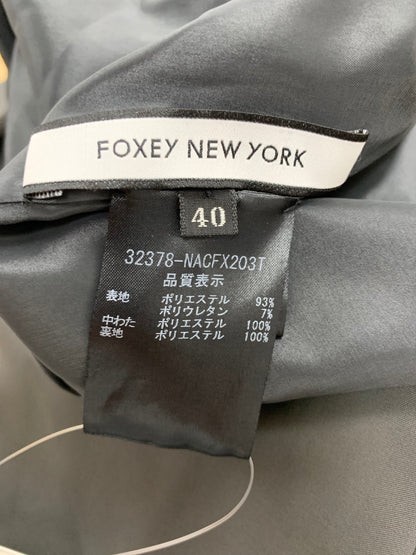 FOXEY NEW YORK
40
32378-NACFX203T
品質表示
表地 ポリエステル 93%
ポリウレタン 7%
中わた ポリエステル 100%
裏地 ポリエステル 100%